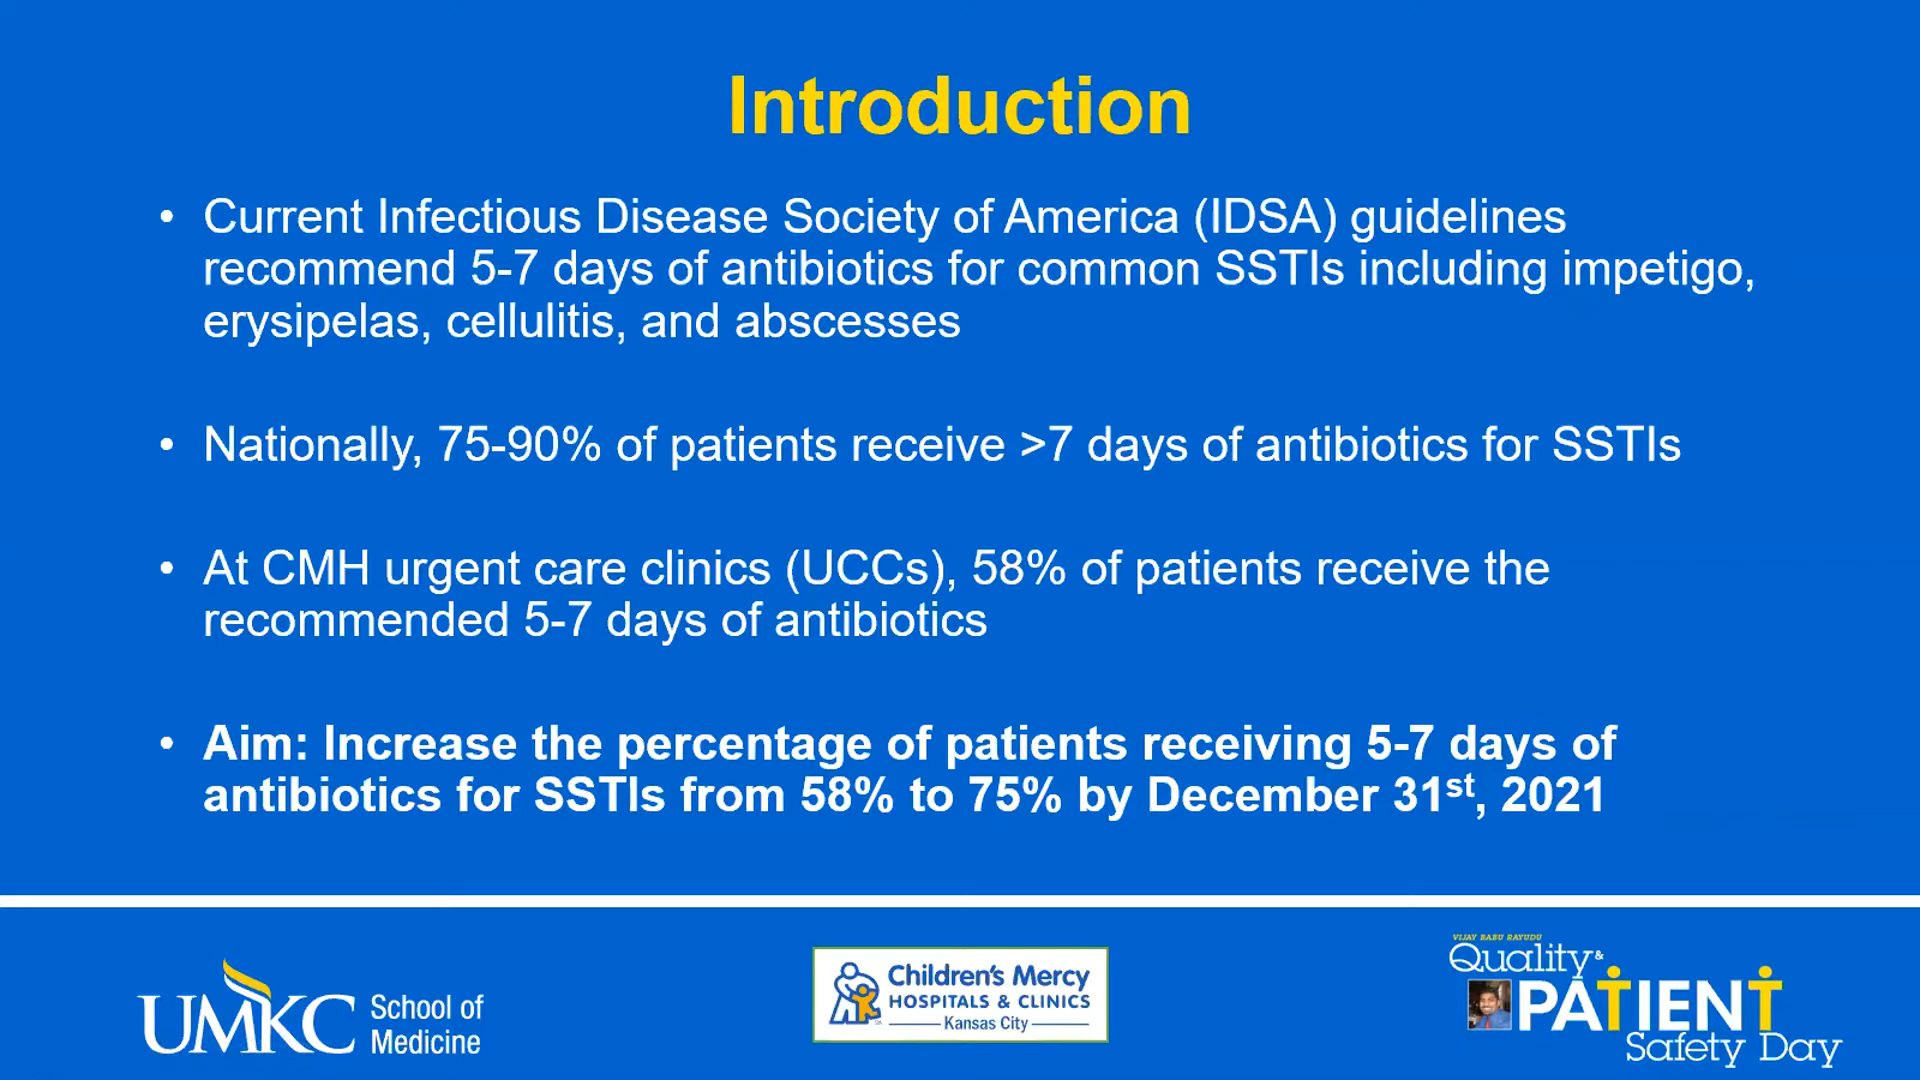 Introduction
• Current Infectious Disease Society of America (IDSA) guidelines
recommend 5-7 days of antibiotics for common SSTIs including impetigo,
erysipelas, cellulitis, and abscesses
• Nationally, 75-90% of patients receive >7 days of antibiotics for SSTIs
• At CMH urgent care clinics (UCCs), 58% of patients receive the
recommended 5-7 days of antibiotics
• Aim: Increase the percentage of patients receiving 5-7 days of
antibiotics for SSTIs from 58% to 75% by December 31st, 2021
UMKC School of
Medicine
Children's Mercy
HOSPITALS & CLINICS
Kansas City
VIJAY BABU RAYUDU
Quality &
PATIENT
Safety Day